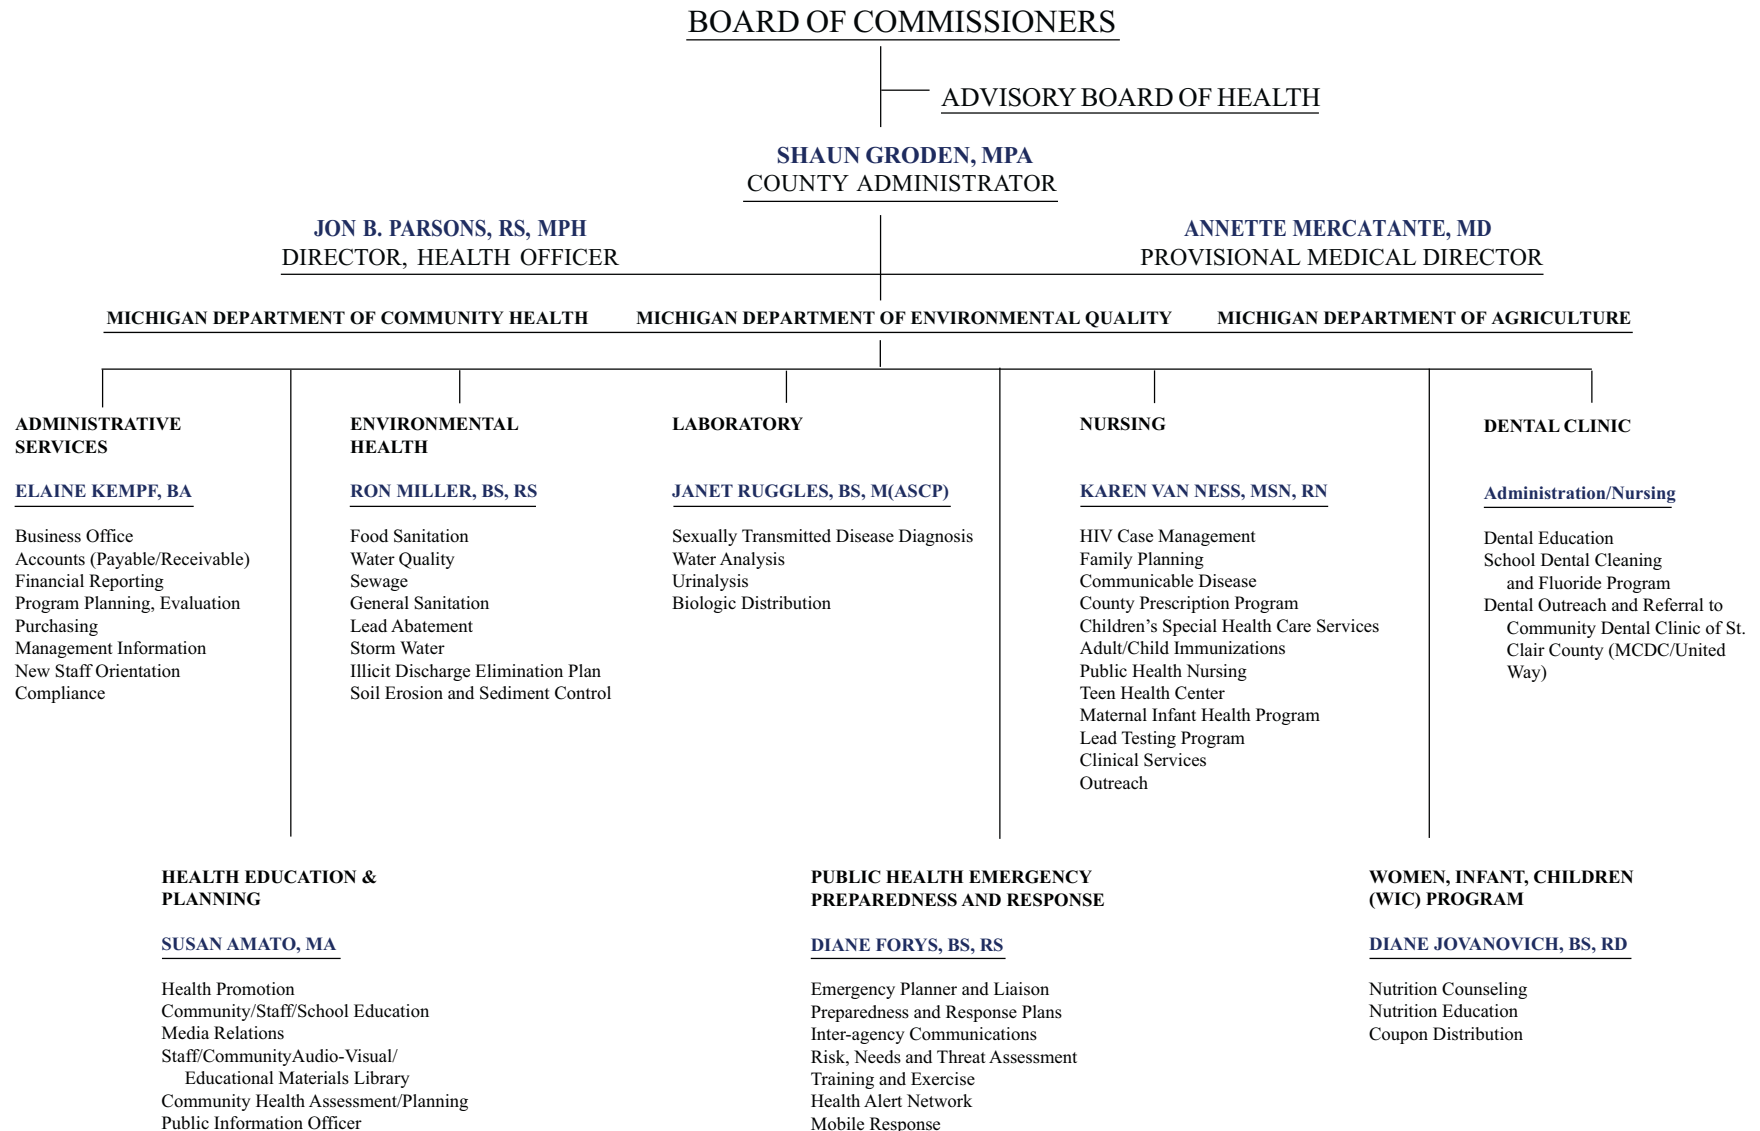 BOARD OF COMMISSIONERS
ADVISORY BOARD OF HEALTH
SHAUN GRODEN, MPA
COUNTY ADMINISTRATOR
JON B. PARSONS, RS, MPH
DIRECTOR, HEALTH OFFICER
ANNETTE MERCATANTE, MD
PROVISIONAL MEDICAL DIRECTOR
MICHIGAN DEPARTMENT OF COMMUNITY HEALTH
MICHIGAN DEPARTMENT OF ENVIRONMENTAL QUALITY
MICHIGAN DEPARTMENT OF AGRICULTURE
ADMINISTRATIVE
SERVICES
ELAINE KEMPF, BA
Business Office
Accounts (Payable/Receivable)
Financial Reporting
Program Planning, Evaluation
Purchasing
Management Information
New Staff Orientation
Compliance
ENVIRONMENTAL
HEALTH
RON MILLER, BS, RS
Food Sanitation
Water Quality
Sewage
General Sanitation
Lead Abatement
Storm Water
Illicit Discharge Elimination Plan
Soil Erosion and Sediment Control
LABORATORY
JANET RUGGLES, BS, M(ASCP)
Sexually Transmitted Disease Diagnosis
Water Analysis
Urinalysis
Biologic Distribution
NURSING
KAREN VAN NESS, MSN, RN
HIV Case Management
Family Planning
Communicable Disease
County Prescription Program
Children’s Special Health Care Services
Adult/Child Immunizations
Public Health Nursing
Teen Health Center
Maternal Infant Health Program
Lead Testing Program
Clinical Services
Outreach
DENTAL CLINIC
Administration/Nursing
Dental Education
School Dental Cleaning
and Fluoride Program
Dental Outreach and Referral to
Community Dental Clinic of St.
Clair County (MCDC/United
Way)
HEALTH EDUCATION &
PLANNING
SUSAN AMATO, MA
Health Promotion
Community/Staff/School Education
Media Relations
Staff/CommunityAudio-Visual/
Educational Materials Library
Community Health Assessment/Planning
Public Information Officer
PUBLIC HEALTH EMERGENCY
PREPAREDNESS AND RESPONSE
DIANE FORYS, BS, RS
Emergency Planner and Liaison
Preparedness and Response Plans
Inter-agency Communications
Risk, Needs and Threat Assessment
Training and Exercise
Health Alert Network
Mobile Response
WOMEN, INFANT, CHILDREN
(WIC) PROGRAM
DIANE JOVANOVICH, BS, RD
Nutrition Counseling
Nutrition Education
Coupon Distribution